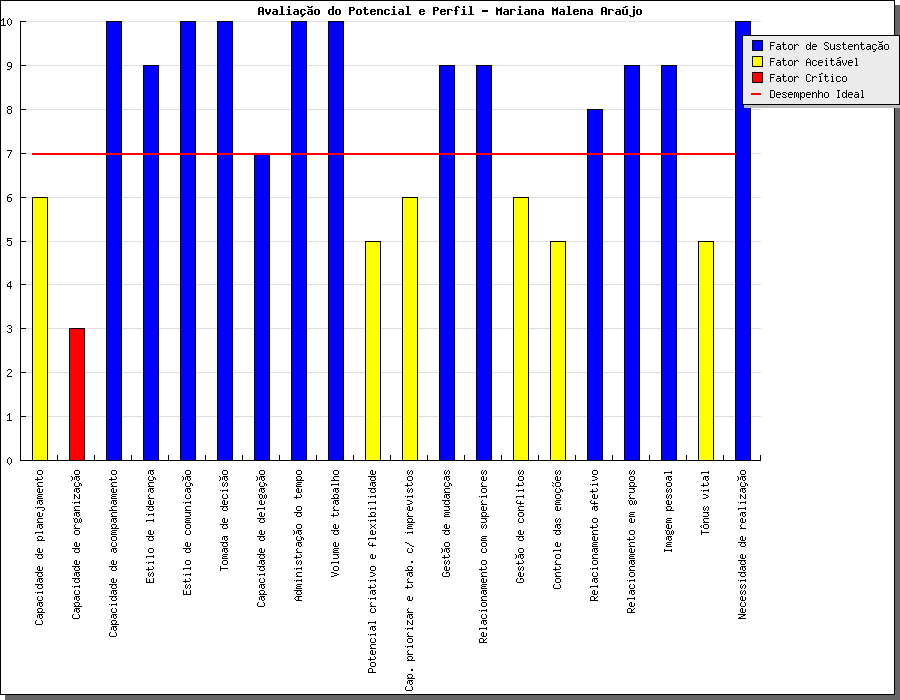 Avaliação do Potencial e Perfil - Mariana Malena Araújo
10
9
8
7
6
5
4
3
2
1
0
Fator de Sustentação
Fator Aceitável
Fator Crítico
Desempenho Ideal
Capacidade de planejamento
Capacidade de organização
Capacidade de acompanhamento
Estilo de liderança
Estilo de comunicação
Tomada de decisão
Capacidade de delegação
Administração do tempo
Volume de trabalho
Potencial criativo e flexibilidade
Cap. priorizar e trab. c/ imprevistos
Gestão de mudanças
Relacionamento com superiores
Gestão de conflitos
Controle das emoções
Relacionamento afetivo
Relacionamento em grupos
Imagem pessoal
Tônus vital
Necessidade de realização